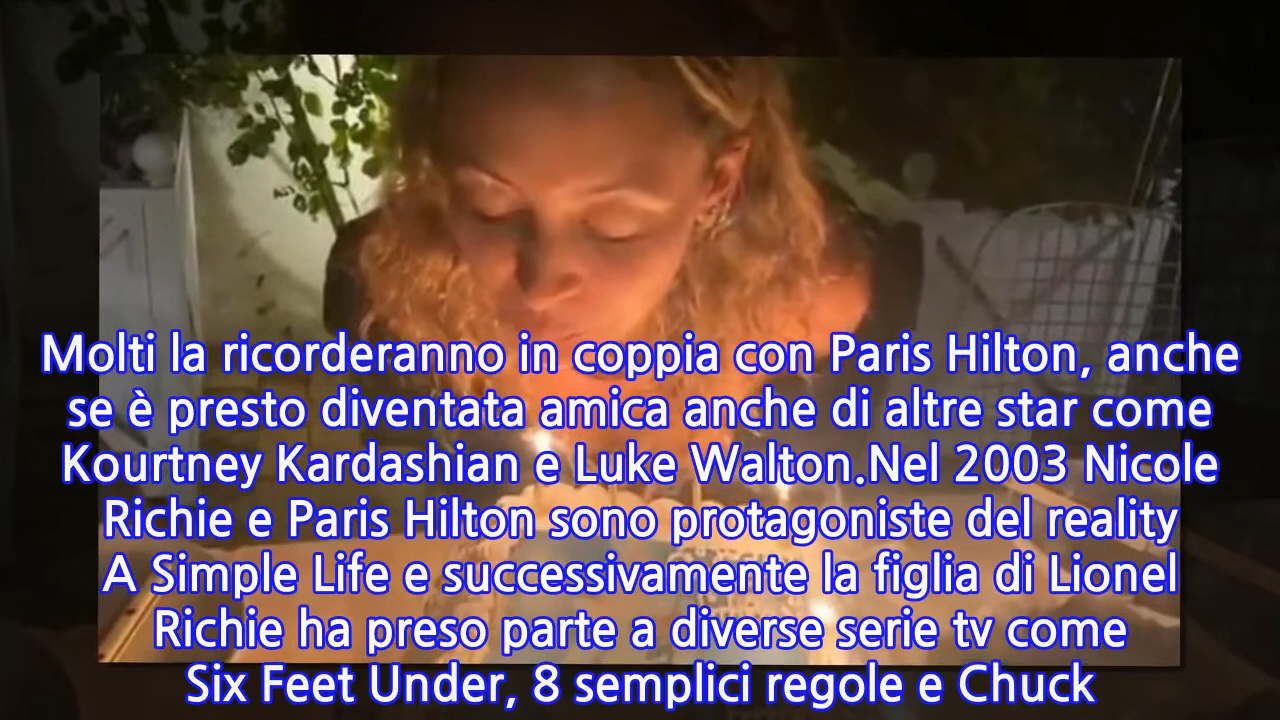 Molti la ricorderanno in coppia con Paris Hilton, anche
se è presto diventata amica anche di altre star come
Kourtney Kardashian e Luke Walton.Nel 2003 Nicole
Richie e Paris Hilton sono protagoniste del reality
A Simple Life e successivamente la figlia di Lionel
Richie ha preso parte a diverse serie tv come
Six Feet Under, 8 semplici regole e Chuck